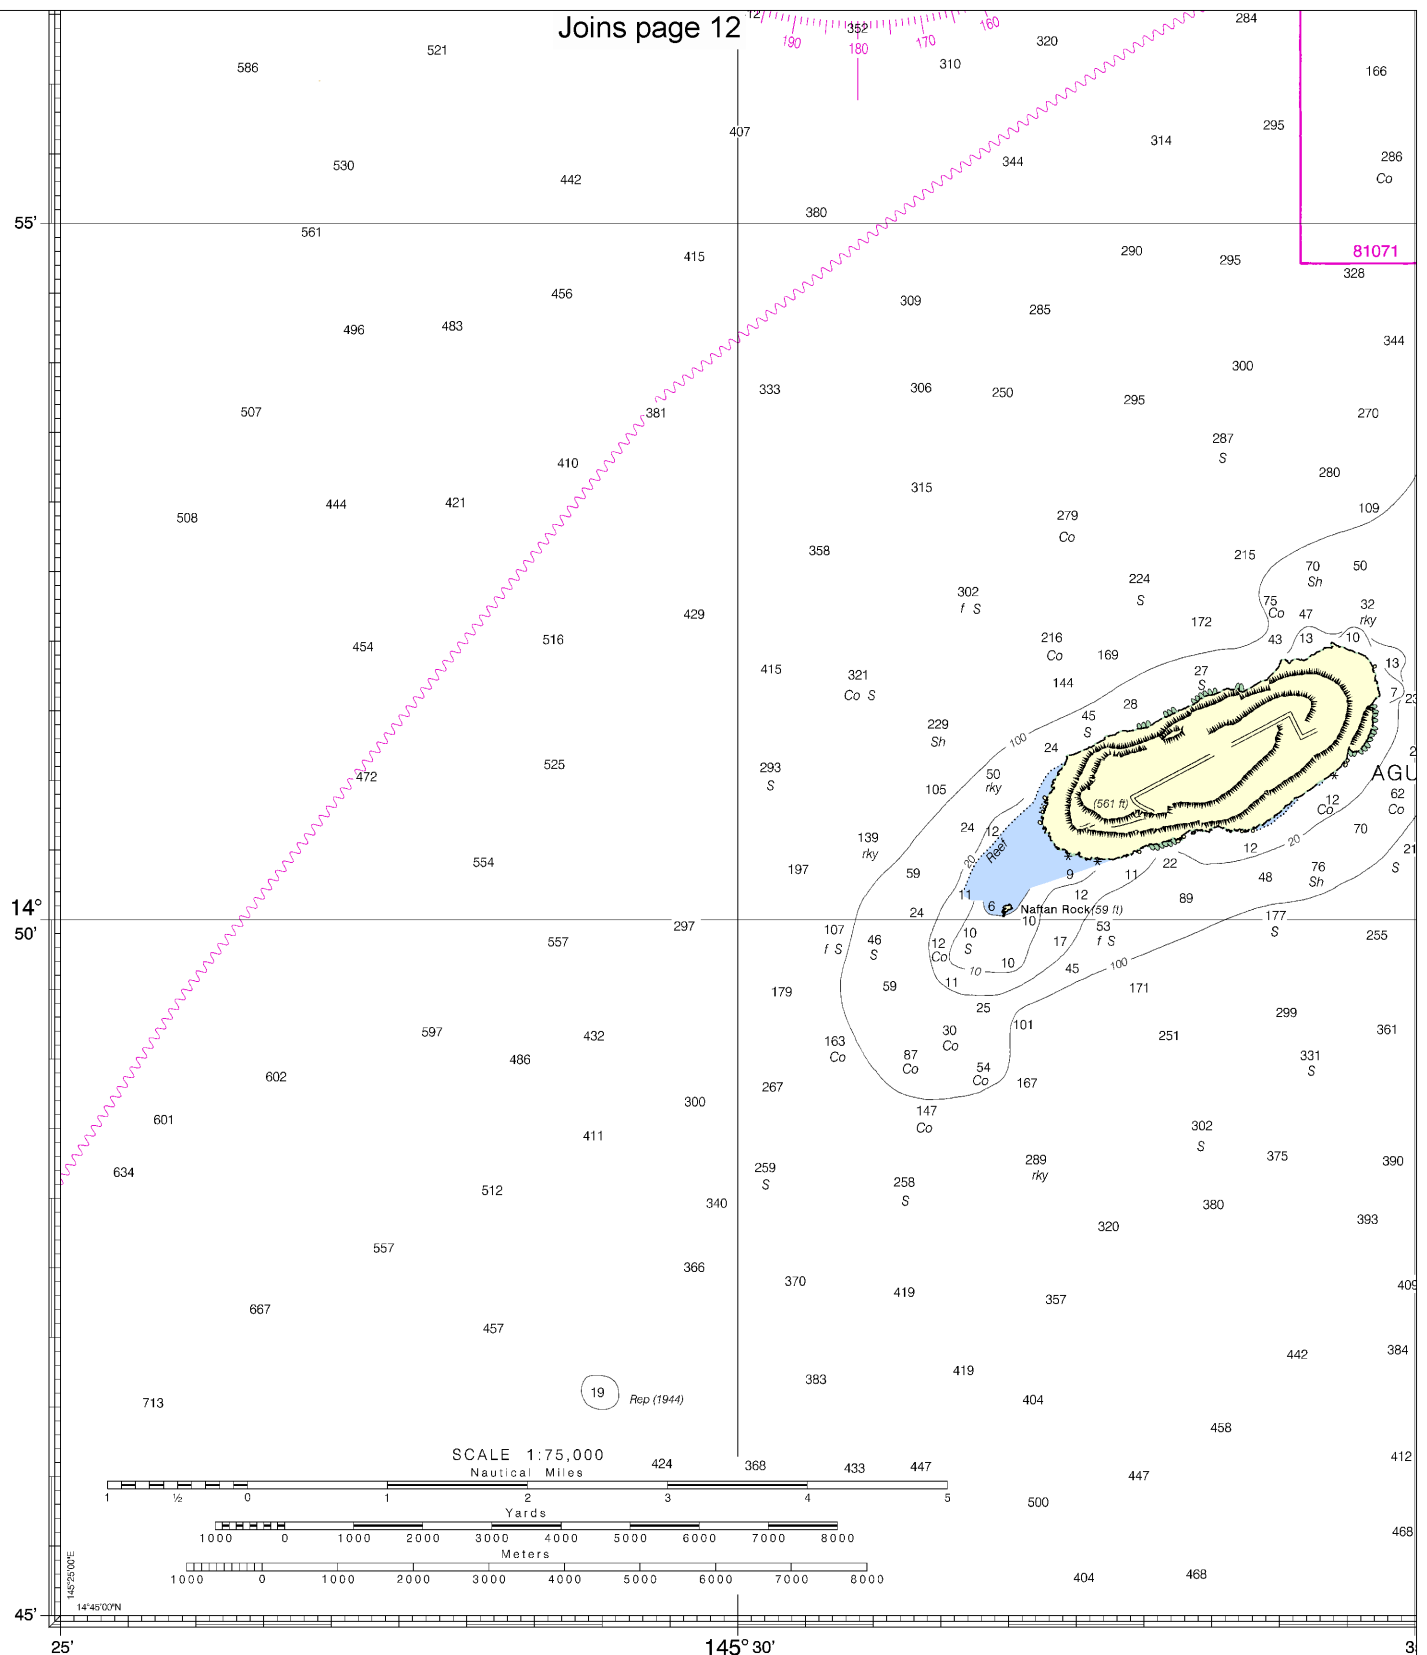 Joins page 12
12 352 284
190 180 170 160
521 320
586 310 166
407 295
314
530 344 286
442 Co
380
55'
561
415 290 295 81071
328
456 309 285
496 483 344
300
333 306 250 295 270
507 381
287
S
410 280
444 421 315 109
508 279
Co
358 215
70 50
Sh
224
S
302
f S
75
Co
47 32
rky
429 172
516 216
Co
43 13 10
454 169 13
415 321
Co S
144 27
S
7 23
28
45
S
229
Sh
100 24
525 293
S
50
rky
472 105 AGU
(561 ft) 12
Co
62
Co
24 12 70
139
rky
Reef 20 12 20
554 197 59 9 11 22 48 76
Sh
21
S
11 12 89
14°
50'
6 Naftan Rock (59 ft)
24 10 177
S
297 107
f S
46
S
12
Co
10
S
17 53
f S
255
557 10 10 45 100
179 59 11 171
25 299
597 432 30
Co
101 251 361
486 163
Co
87
Co
54
Co
331
S
602 267 167
300 147
Co
601 411 302
S
289
rky
375 390
634 259
S
258
S
512 340 380
320 393
557 366
370 419 357 409
667 457
442 384
419
383
19 Rep (1944)
713 404
458
SCALE 1:75,000
424 368 433 447 412
Nautical Miles
447
1 ½ 0 1 2 3 4 5
500
Yards
1000 0 1000 2000 3000 4000 5000 6000 7000 8000
468
Meters
1000 0 1000 2000 3000 4000 5000 6000 7000 8000
404 468
145°25'00"E
14°45'00"N
45'
25' 145° 30' 3